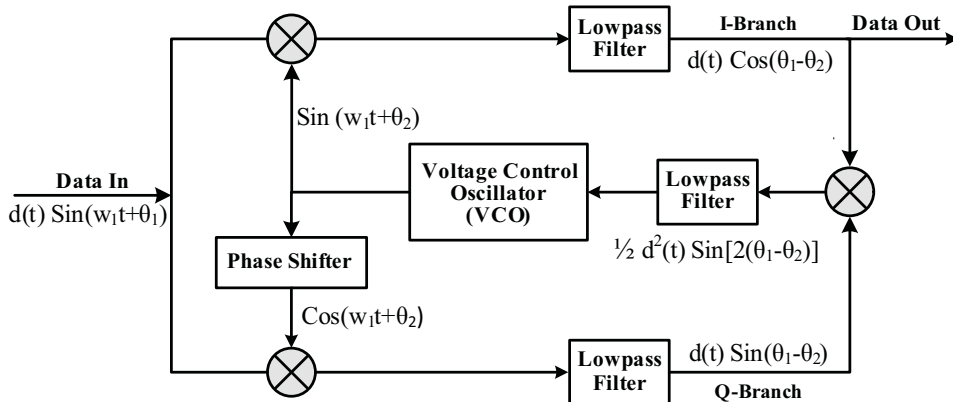 Lowpass
Filter
I-Branch
Data Out
d(t) Cos(θ₁-θ₂)
Sin (w₁t+θ₂)
Data In
d(t) Sin(w₁t+θ₁)
Voltage Control
Oscillator
(VCO)
Lowpass
Filter
½ d²(t) Sin[2(θ₁-θ₂)]
Phase Shifter
Cos(w₁t+θ₂)
Lowpass
Filter
d(t) Sin(θ₁-θ₂)
Q-Branch